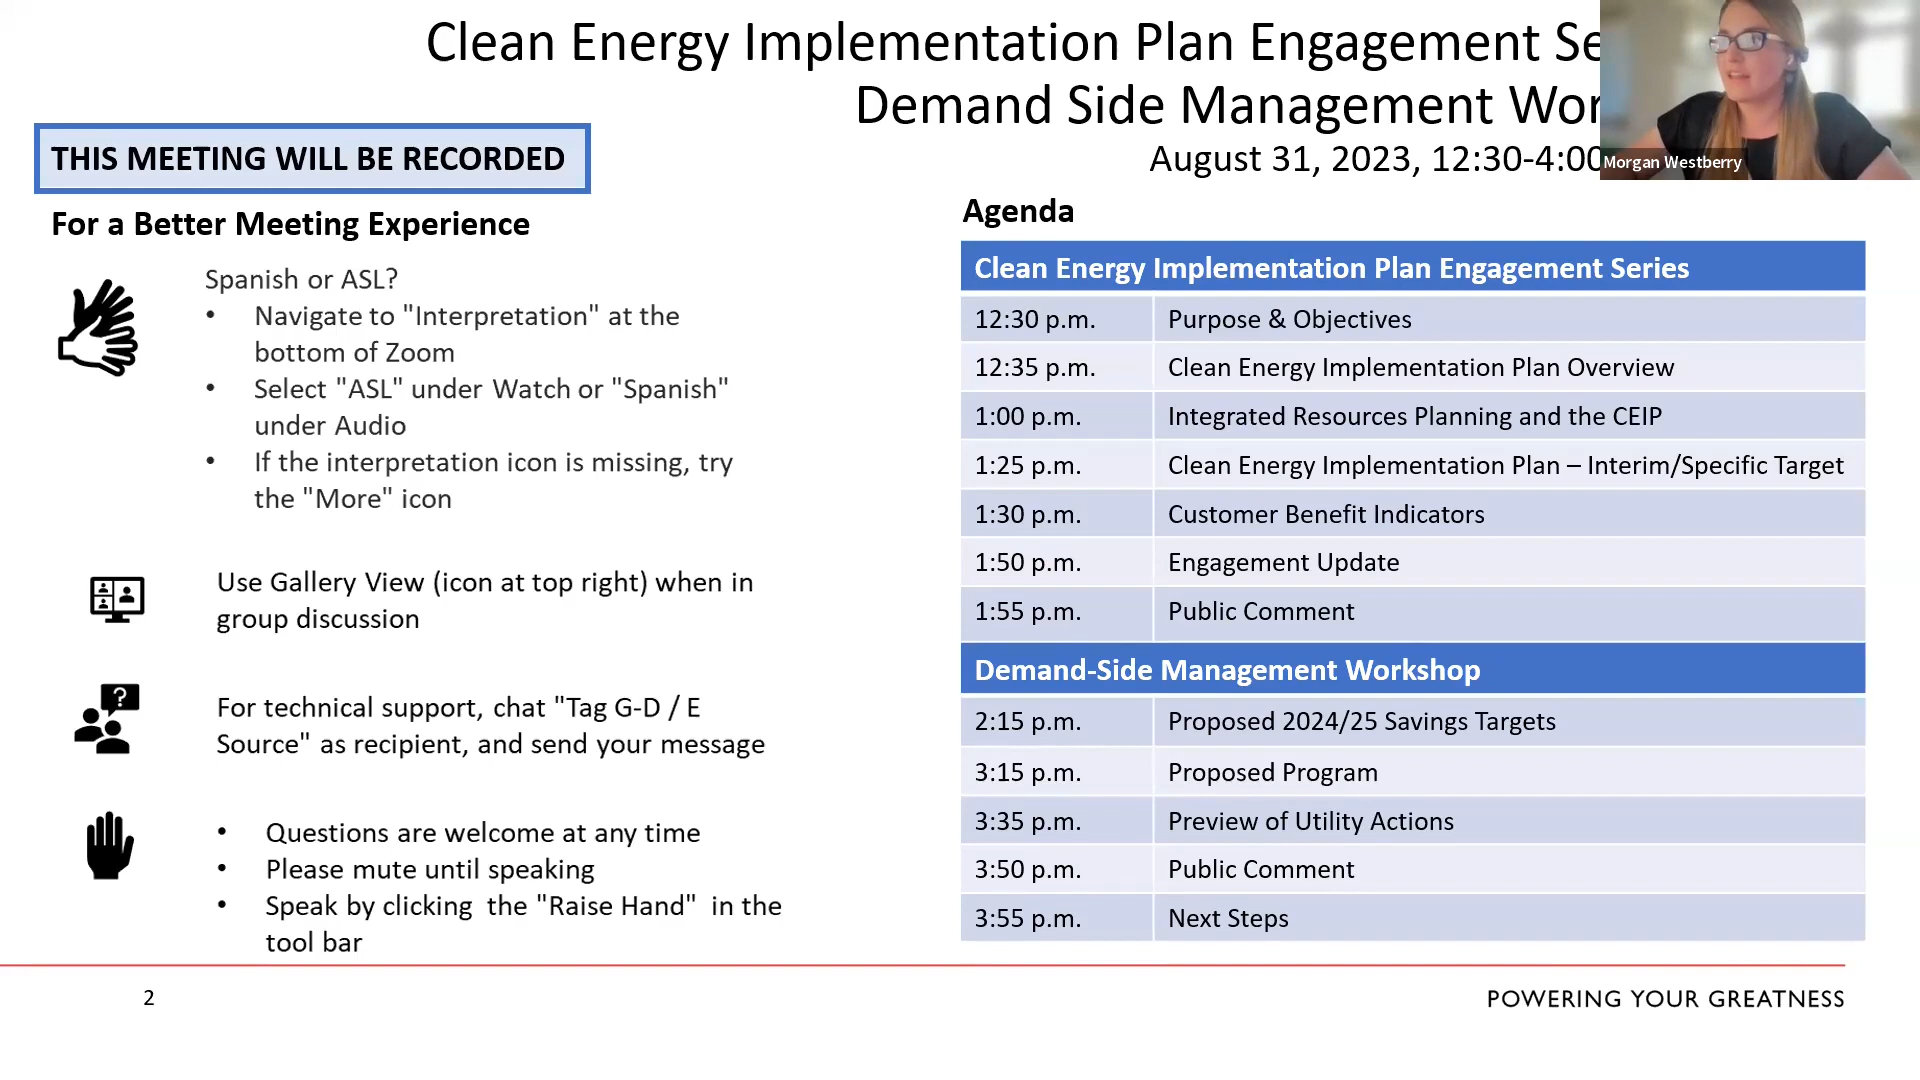 Clean Energy Implementation Plan Engagement Se
Demand Side Management Wor
August 31, 2023, 12:30-4:00
Morgan Westberry
THIS MEETING WILL BE RECORDED
For a Better Meeting Experience
Spanish or ASL?
• Navigate to "Interpretation" at the
bottom of Zoom
• Select "ASL" under Watch or "Spanish"
under Audio
• If the interpretation icon is missing, try
the "More" icon
Use Gallery View (icon at top right) when in
group discussion
?
For technical support, chat "Tag G-D / E
Source" as recipient, and send your message
• Questions are welcome at any time
• Please mute until speaking
• Speak by clicking the "Raise Hand" in the
tool bar
Agenda
Clean Energy Implementation Plan Engagement Series
12:30 p.m. Purpose & Objectives
12:35 p.m. Clean Energy Implementation Plan Overview
1:00 p.m. Integrated Resources Planning and the CEIP
1:25 p.m. Clean Energy Implementation Plan – Interim/Specific Target
1:30 p.m. Customer Benefit Indicators
1:50 p.m. Engagement Update
1:55 p.m. Public Comment
Demand-Side Management Workshop
2:15 p.m. Proposed 2024/25 Savings Targets
3:15 p.m. Proposed Program
3:35 p.m. Preview of Utility Actions
3:50 p.m. Public Comment
3:55 p.m. Next Steps
2
POWERING YOUR GREATNESS